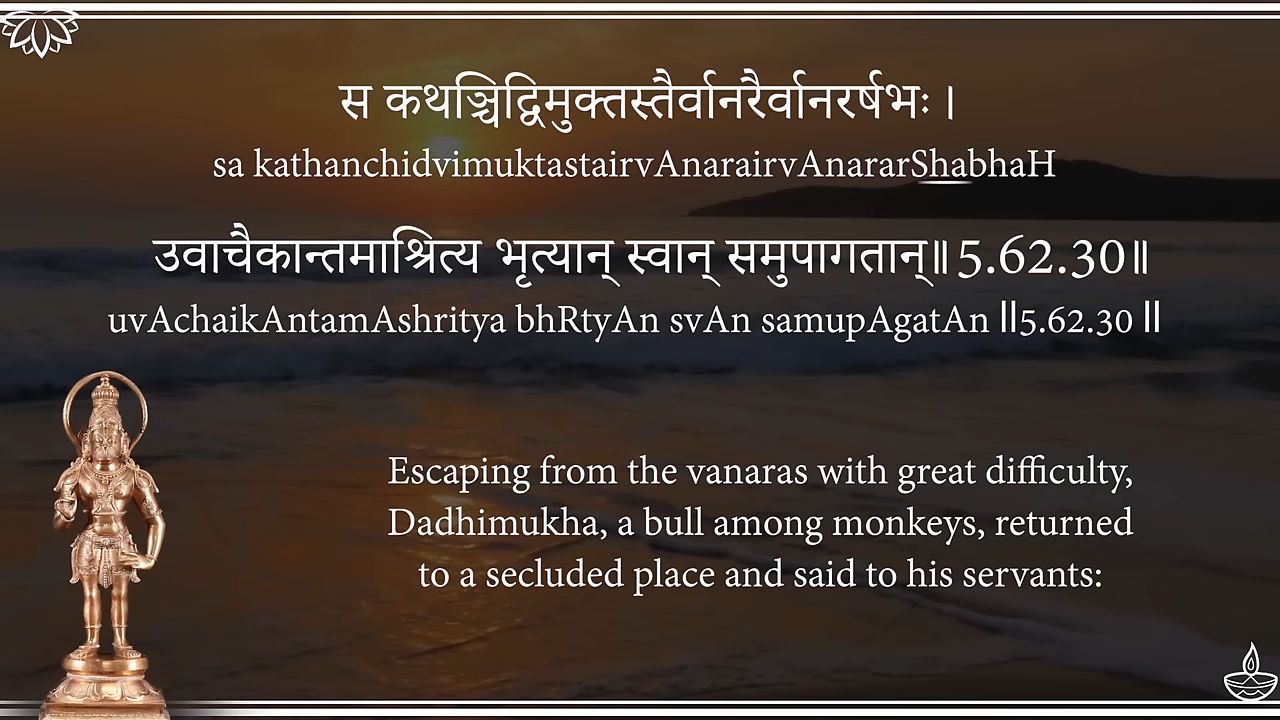 स कथञ्चिद्विमुक्तस्तैर्वानरैर्वानरर्षभः ।
sa kathanchidvimuktastairvAnarairvAnararShabhaH
उवाचैकान्तमाश्रित्य भृत्यान् स्वान् समुपागतान्॥ 5.62.30॥
uvAchaikAntamAshritya bhRtyAn svAn samupAgatAn ॥5.62.30 ॥
Escaping from the vanaras with great difficulty,
Dadhimukha, a bull among monkeys, returned
to a secluded place and said to his servants: